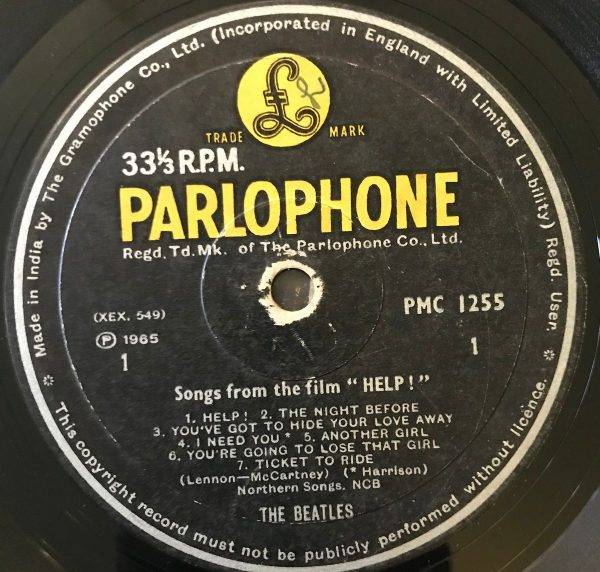 Made in India by The Gramophone Co., Ltd. (Incorporated in England with Limited Liability) Regd. User.
£
TRADE MARK
33⅓ R.P.M.
PARLOPHONE
Regd. Td. Mk. of The Parlophone Co., Ltd.
(XEX. 549)
PMC 1255
Ⓟ 1965
1
1
Songs from the film "HELP!"
1. HELP! 2. THE NIGHT BEFORE
3. YOU'VE GOT TO HIDE YOUR LOVE AWAY
4. I NEED YOU * 5. ANOTHER GIRL
6. YOU'RE GOING TO LOSE THAT GIRL
7. TICKET TO RIDE
(Lennon—McCartney) (* Harrison)
Northern Songs. NCB
THE BEATLES
This copyright record must not be publicly performed without licence.